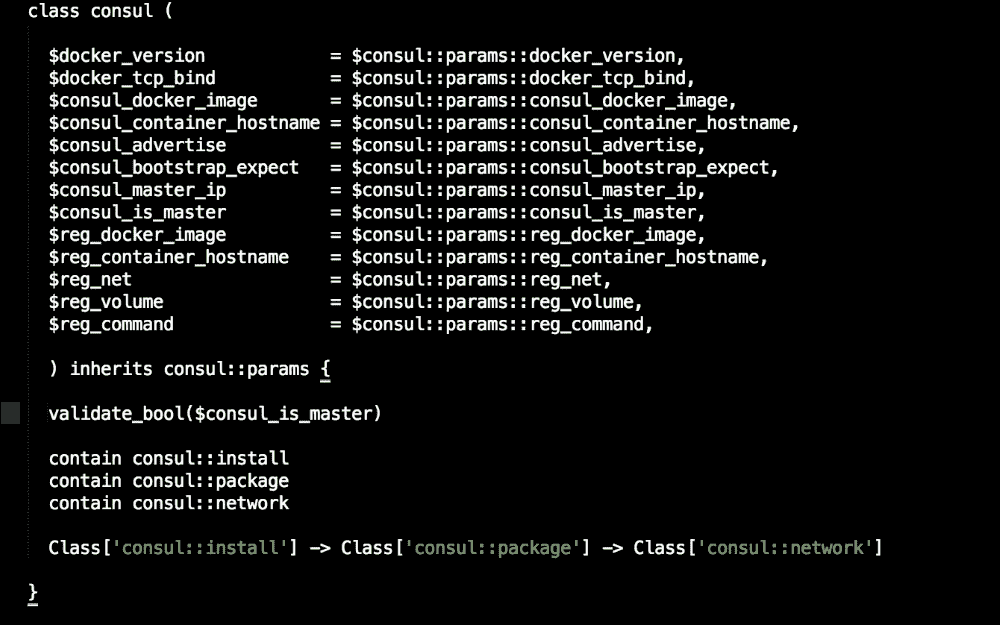 class consul (
$docker_version            = $consul::params::docker_version,
$docker_tcp_bind           = $consul::params::docker_tcp_bind,
$consul_docker_image       = $consul::params::consul_docker_image,
$consul_container_hostname = $consul::params::consul_container_hostname,
$consul_advertise          = $consul::params::consul_advertise,
$consul_bootstrap_expect   = $consul::params::consul_bootstrap_expect,
$consul_master_ip          = $consul::params::consul_master_ip,
$consul_is_master          = $consul::params::consul_is_master,
$reg_docker_image          = $consul::params::reg_docker_image,
$reg_container_hostname    = $consul::params::reg_container_hostname,
$reg_net                   = $consul::params::reg_net,
$reg_volume                = $consul::params::reg_volume,
$reg_command               = $consul::params::reg_command,
) inherits consul::params {
validate_bool($consul_is_master)
contain consul::install
contain consul::package
contain consul::network
Class['consul::install'] -> Class['consul::package'] -> Class['consul::network']
}